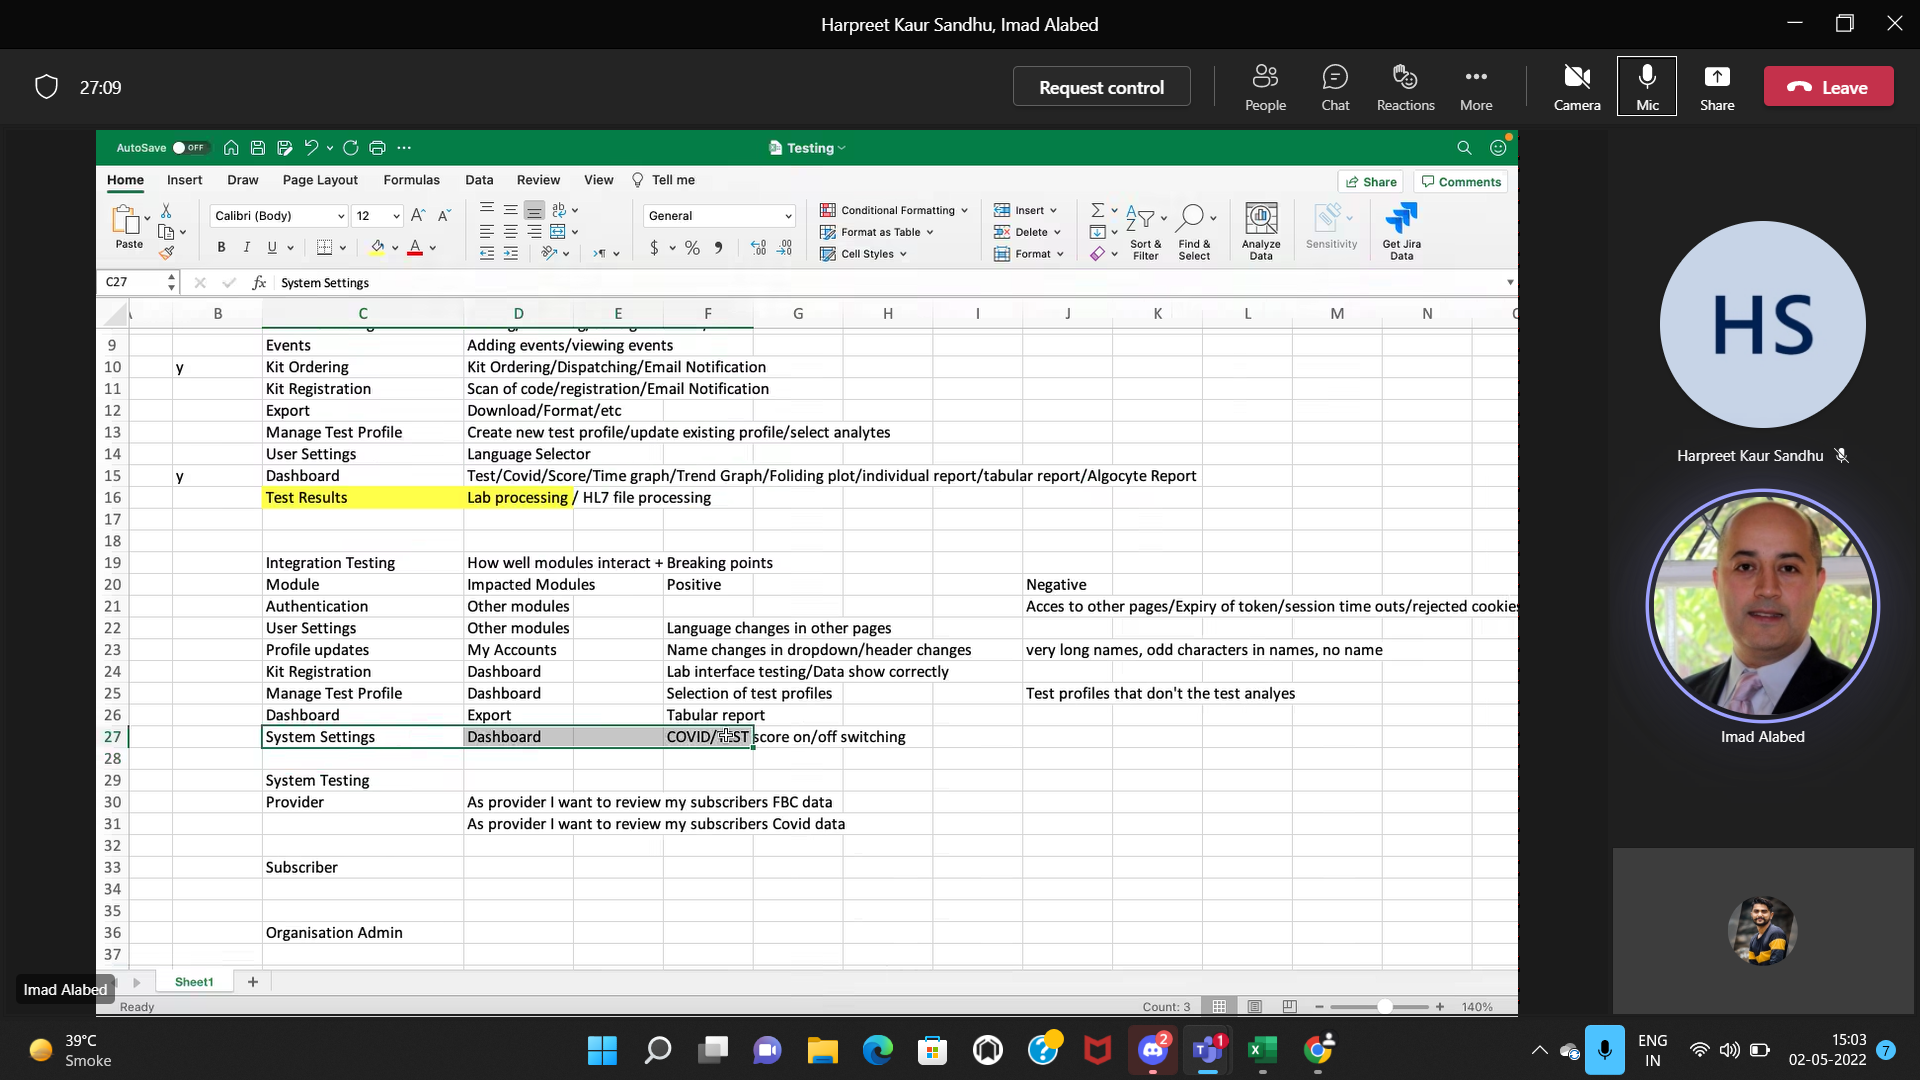 Harpreet Kaur Sandhu, Imad Alabed
27:09
Request control
People
Chat
Reactions
More
Camera
Mic
Share
Leave
AutoSave OFF
Testing
Home Insert Draw Page Layout Formulas Data Review View Tell me
Share
Comments
Paste
Calibri (Body) 12
B I U
General
Conditional Formatting
Format as Table
Cell Styles
Insert
Delete
Format
Sort & Filter
Find & Select
Analyze Data
Sensitivity
Get Jira Data
C27 fx System Settings
B C D E F G H I J K L M N
9 Events Adding events/viewing events
10 y Kit Ordering Kit Ordering/Dispatching/Email Notification
11 Kit Registration Scan of code/registration/Email Notification
12 Export Download/Format/etc
13 Manage Test Profile Create new test profile/update existing profile/select analytes
14 User Settings Language Selector
15 y Dashboard Test/Covid/Score/Time graph/Trend Graph/Foliding plot/individual report/tabular report/Algocyte Report
16 Test Results Lab processing / HL7 file processing
17
18
19 Integration Testing How well modules interact + Breaking points
20 Module Impacted Modules Positive Negative
21 Authentication Other modules Acces to other pages/Expiry of token/session time outs/rejected cookies
22 User Settings Other modules Language changes in other pages
23 Profile updates My Accounts Name changes in dropdown/header changes very long names, odd characters in names, no name
24 Kit Registration Dashboard Lab interface testing/Data show correctly
25 Manage Test Profile Dashboard Selection of test profiles Test profiles that don't the test analyes
26 Dashboard Export Tabular report
27 System Settings Dashboard COVID/TEST score on/off switching
28
29 System Testing
30 Provider As provider I want to review my subscribers FBC data
31 As provider I want to review my subscribers Covid data
32
33 Subscriber
34
35
36 Organisation Admin
37
Sheet1
Ready
Count: 3
140%
HS
Harpreet Kaur Sandhu
Imad Alabed
Imad Alabed
39°C
Smoke
2
1
ENG
IN
15:03
02-05-2022
7